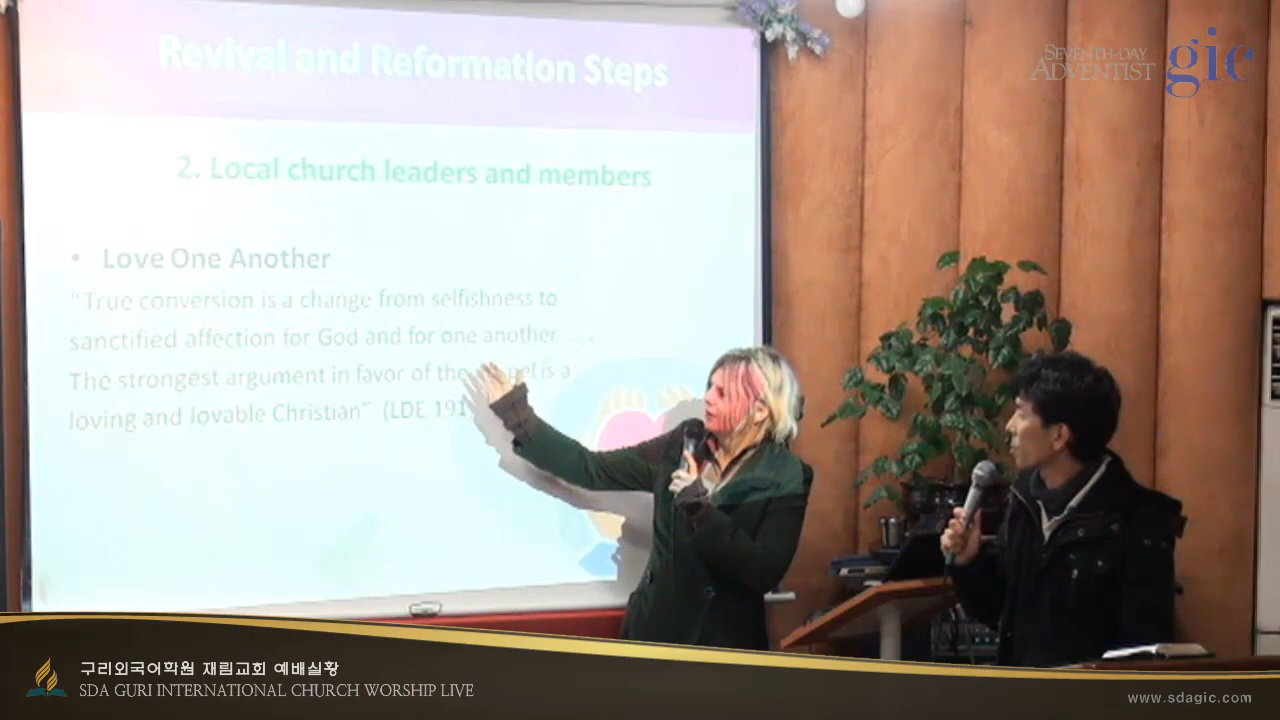 Revival and Reformation Steps
SEVENTH-DAY
ADVENTIST gic
2. Local church leaders and members
• Love One Another
“True conversion is a change from selfishness to
sanctified affection for God and for one another . . .
The strongest argument in favor of the is a
loving and lovable Christian” (LDE 191
구리외국어학원 재림교회 예배실황
SDA GURI INTERNATIONAL CHURCH WORSHIP LIVE
www.sdagic.com